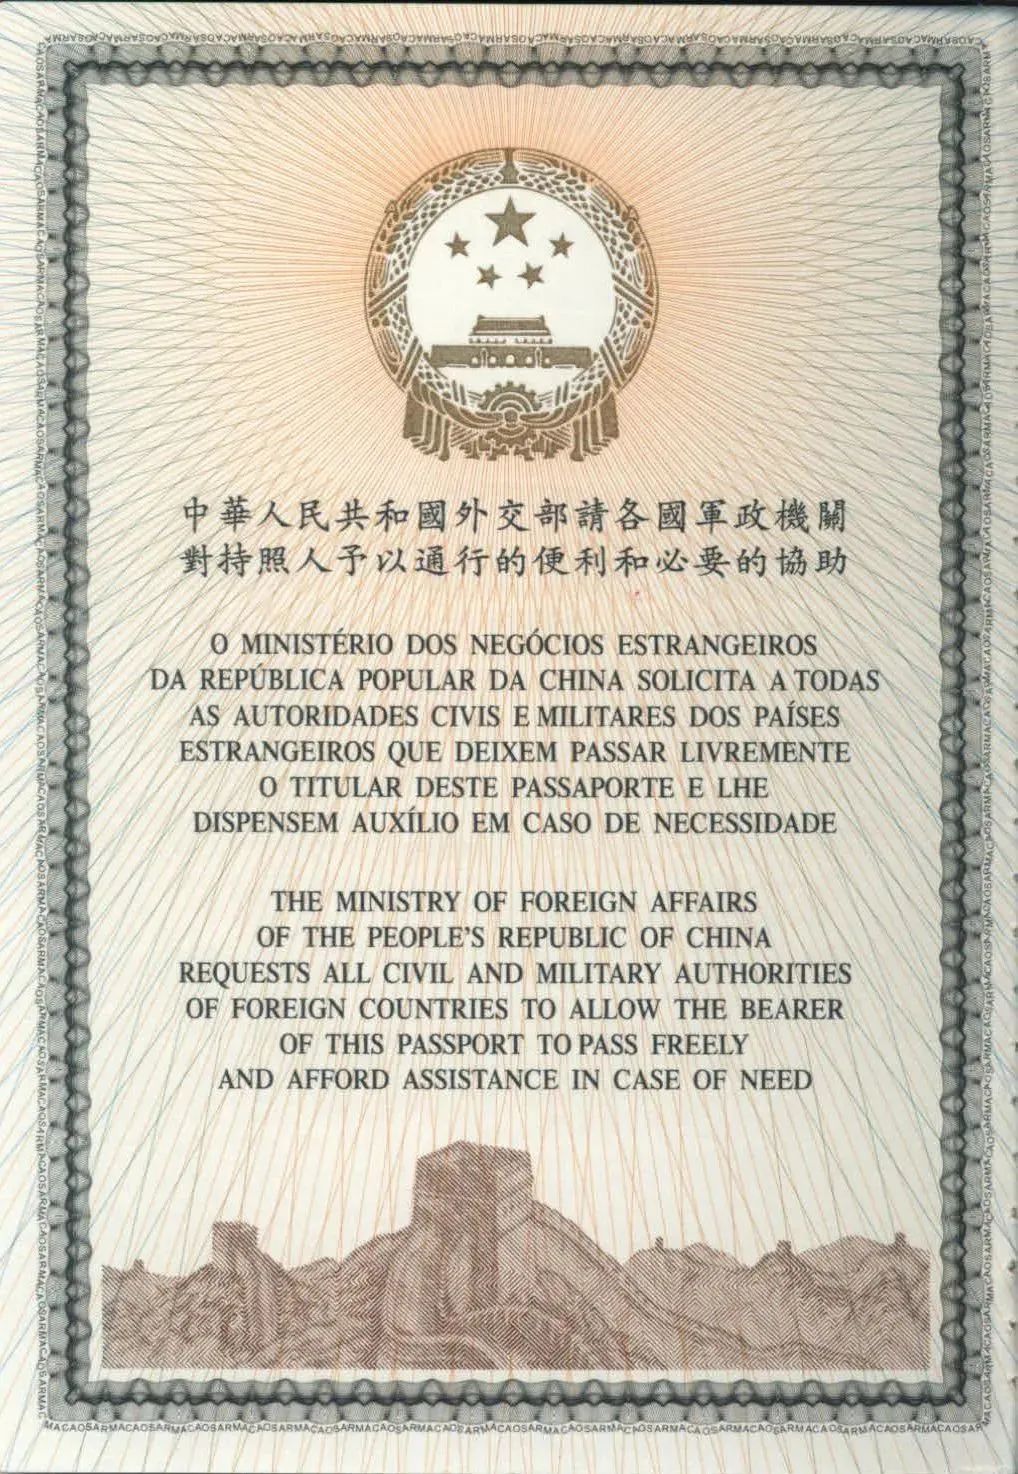 中華人民共和國外交部請各國軍政機關
對持照人予以通行的便利和必要的協助
O MINISTÉRIO DOS NEGÓCIOS ESTRANGEIROS
DA REPÚBLICA POPULAR DA CHINA SOLICITA A TODAS
AS AUTORIDADES CIVIS E MILITARES DOS PAÍSES
ESTRANGEIROS QUE DEIXEM PASSAR LIVREMENTE
O TITULAR DESTE PASSAPORTE E LHE
DISPENSEM AUXÍLIO EM CASO DE NECESSIDADE
THE MINISTRY OF FOREIGN AFFAIRS
OF THE PEOPLE'S REPUBLIC OF CHINA
REQUESTS ALL CIVIL AND MILITARY AUTHORITIES
OF FOREIGN COUNTRIES TO ALLOW THE BEARER
OF THIS PASSPORT TO PASS FREELY
AND AFFORD ASSISTANCE IN CASE OF NEED